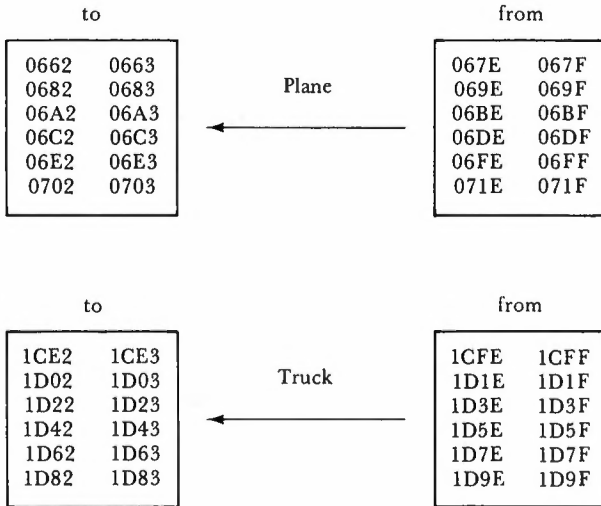 to from
0662 0663 067E 067F
0682 0683 Plane 069E 069F
06A2 06A3 06BE 06BF
06C2 06C3 06DE 06DF
06E2 06E3 06FE 06FF
0702 0703 071E 071F
to from
1CE2 1CE3 1CFE 1CFF
1D02 1D03 Truck 1D1E 1D1F
1D22 1D23 1D3E 1D3F
1D42 1D43 1D5E 1D5F
1D62 1D63 1D7E 1D7F
1D82 1D83 1D9E 1D9F